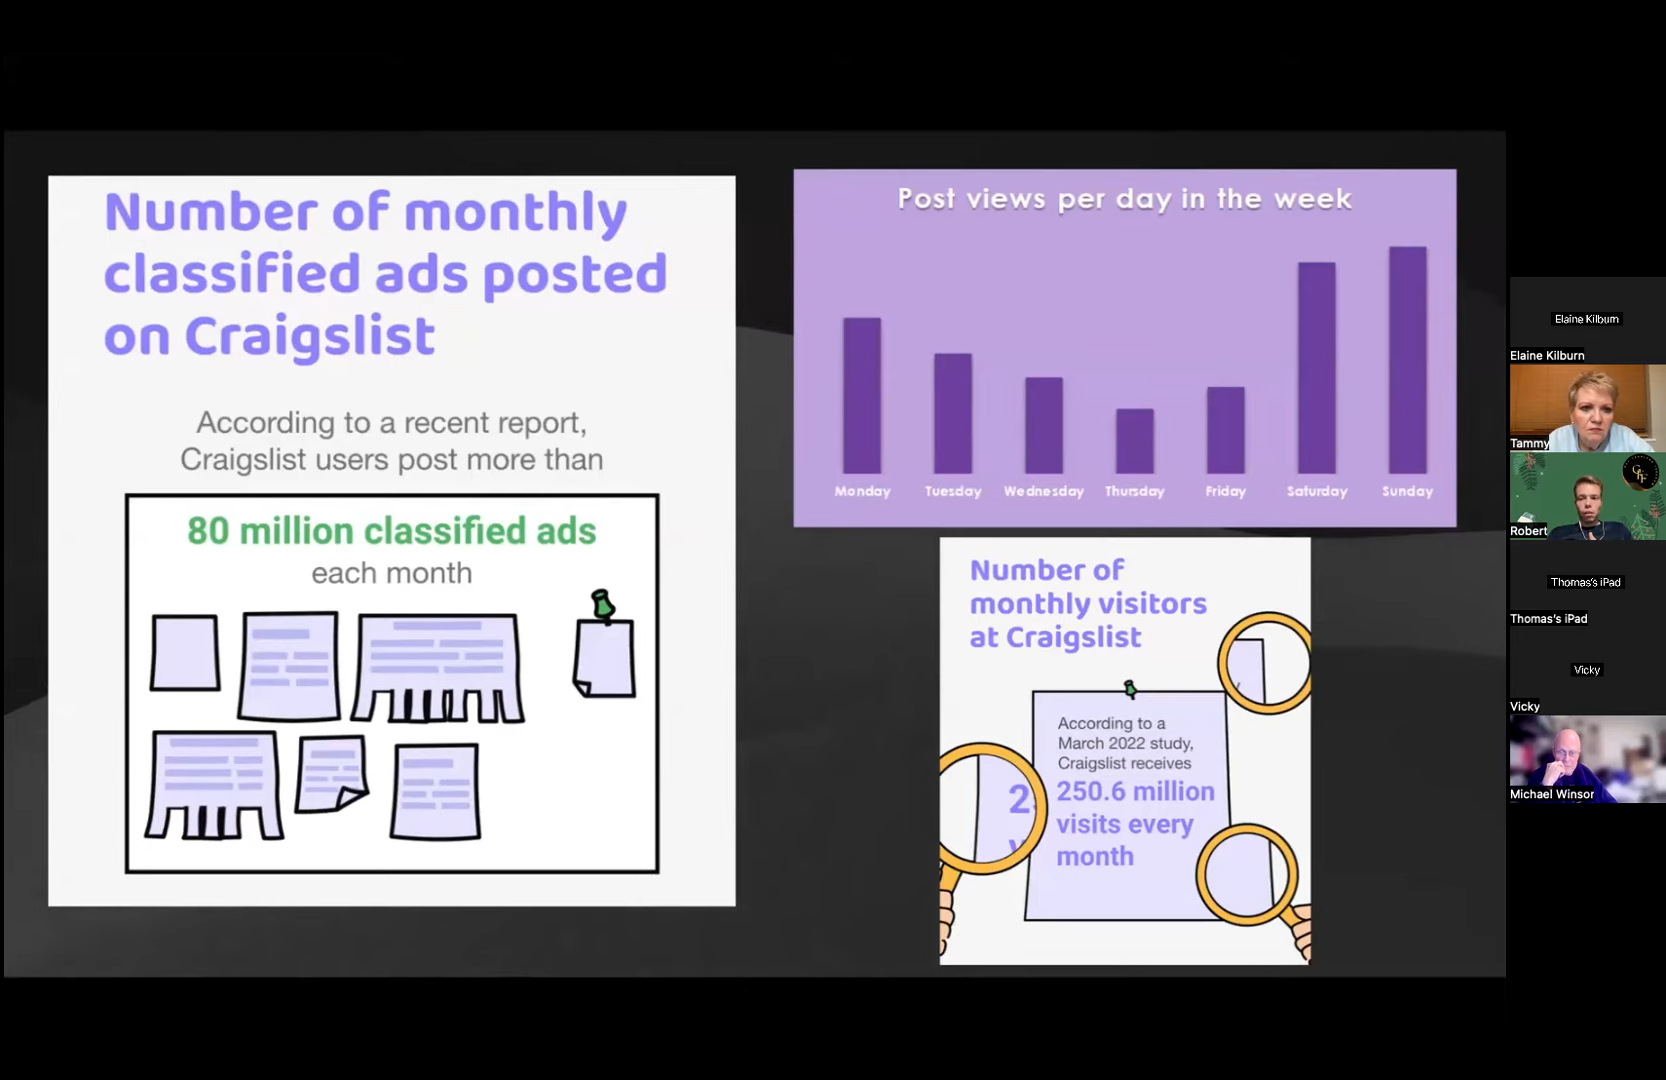 Number of monthly
classified ads posted
on Craigslist
According to a recent report,
Craigslist users post more than
80 million classified ads
each month
Post views per day in the week
Monday Tuesday Wednesday Thursday Friday Saturday Sunday
Number of
monthly visitors
at Craigslist
According to a
March 2022 study,
Craigslist receives
250.6 million
visits every
month
Elaine Kilburn
Elaine Kilburn
Tammy
Robert
Thomas's iPad
Thomas's iPad
Vicky
Vicky
Michael Winsor